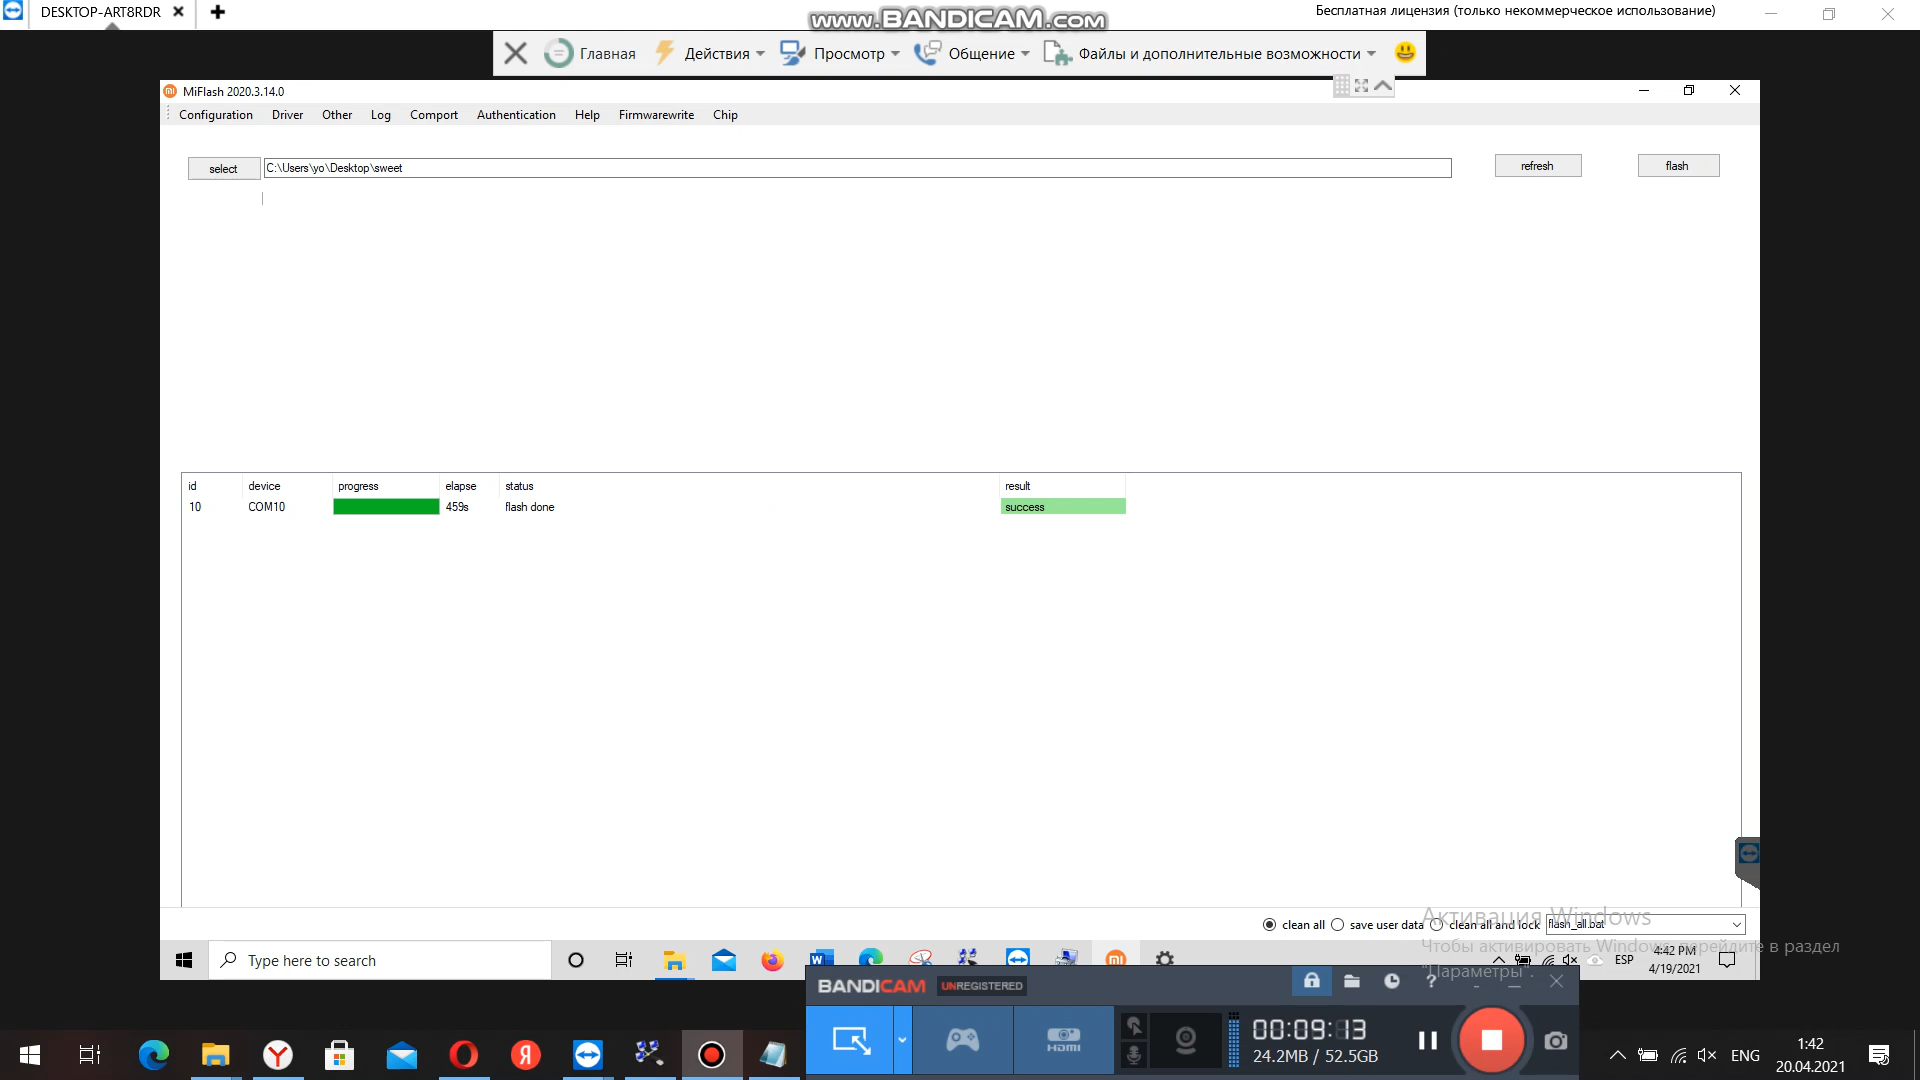 DESKTOP-ART8RDR
www.BANDICAM.com
Бесплатная лицензия (только некоммерческое использование)
Главная
Действия
Просмотр
Общение
Файлы и дополнительные возможности
MiFlash 2020.3.14.0
Configuration Driver Other Log Comport Authentication Help Firmwarewrite Chip
select C:\Users\yo\Desktop\sweet refresh flash
id device progress elapse status result
10 COM10 459s flash done success
clean all save user data clean all and lock flash_all.bat
Активация Windows
Чтобы активировать Windows, перейдите в раздел
"Параметры".
Type here to search
ESP
4:42 PM
4/19/2021
BANDICAM UNREGISTERED
HDMI
00:09:13
24.2MB / 52.5GB
ENG
1:42
20.04.2021